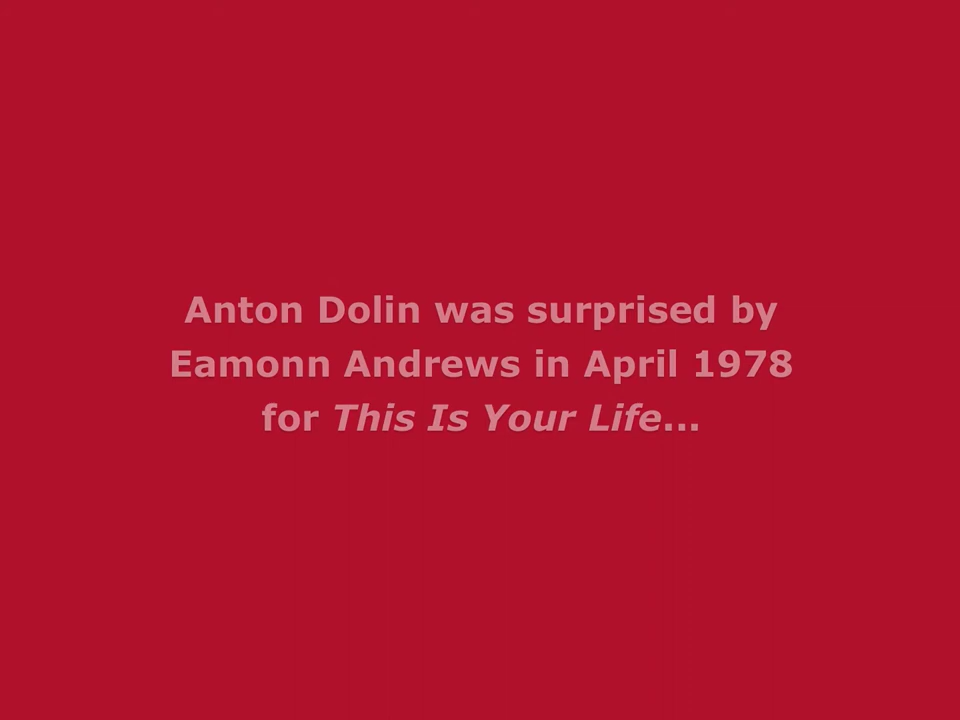 Anton Dolin was surprised by
Eamonn Andrews in April 1978
for This Is Your Life...